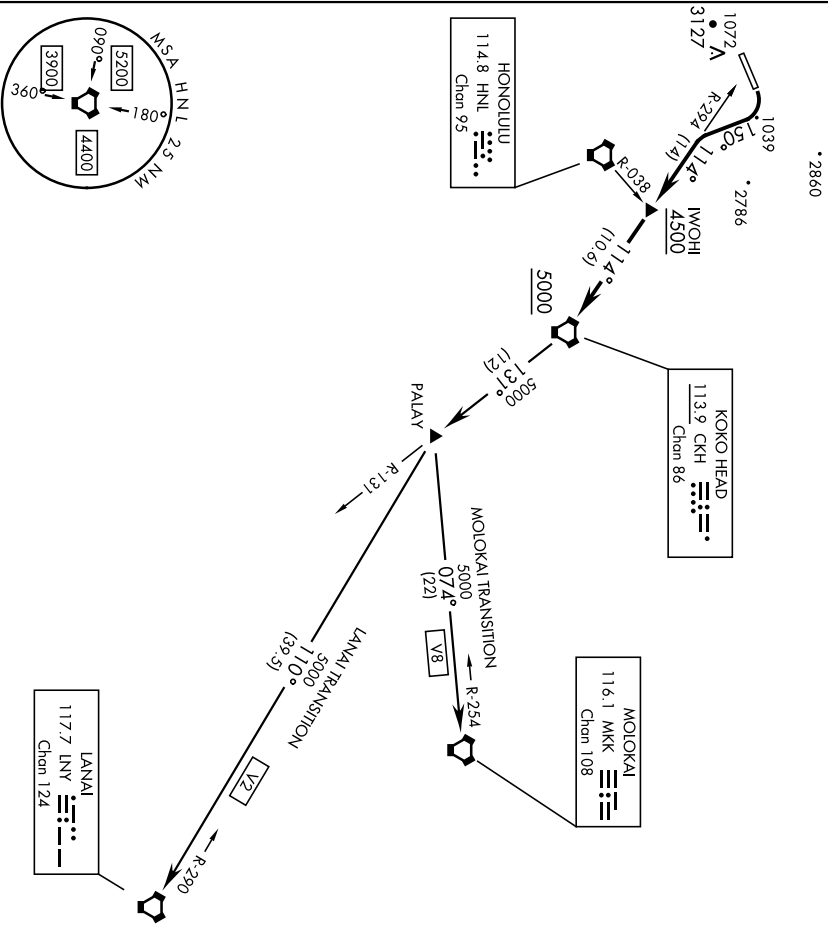 MSA HNL 25 NM
5200
090°
3900
360°
180°
4400
HONOLULU
114.8 HNL
Chan 95
1072
3127
R-294
(14)
114°
150°
1039
2860
2786
R-038
IWOHI
4500
114°
(10.6)
5000
KOKO HEAD
113.9 CKH
Chan 86
5000
131°
(12)
PALAY
R-131
MOLOKAI TRANSITION
5000
074°
(22)
V8
R-254
MOLOKAI
116.1 MKK
Chan 108
LANAI TRANSITION
5000
110°
(39.5)
V2
R-290
LANAI
117.7 LNY
Chan 124